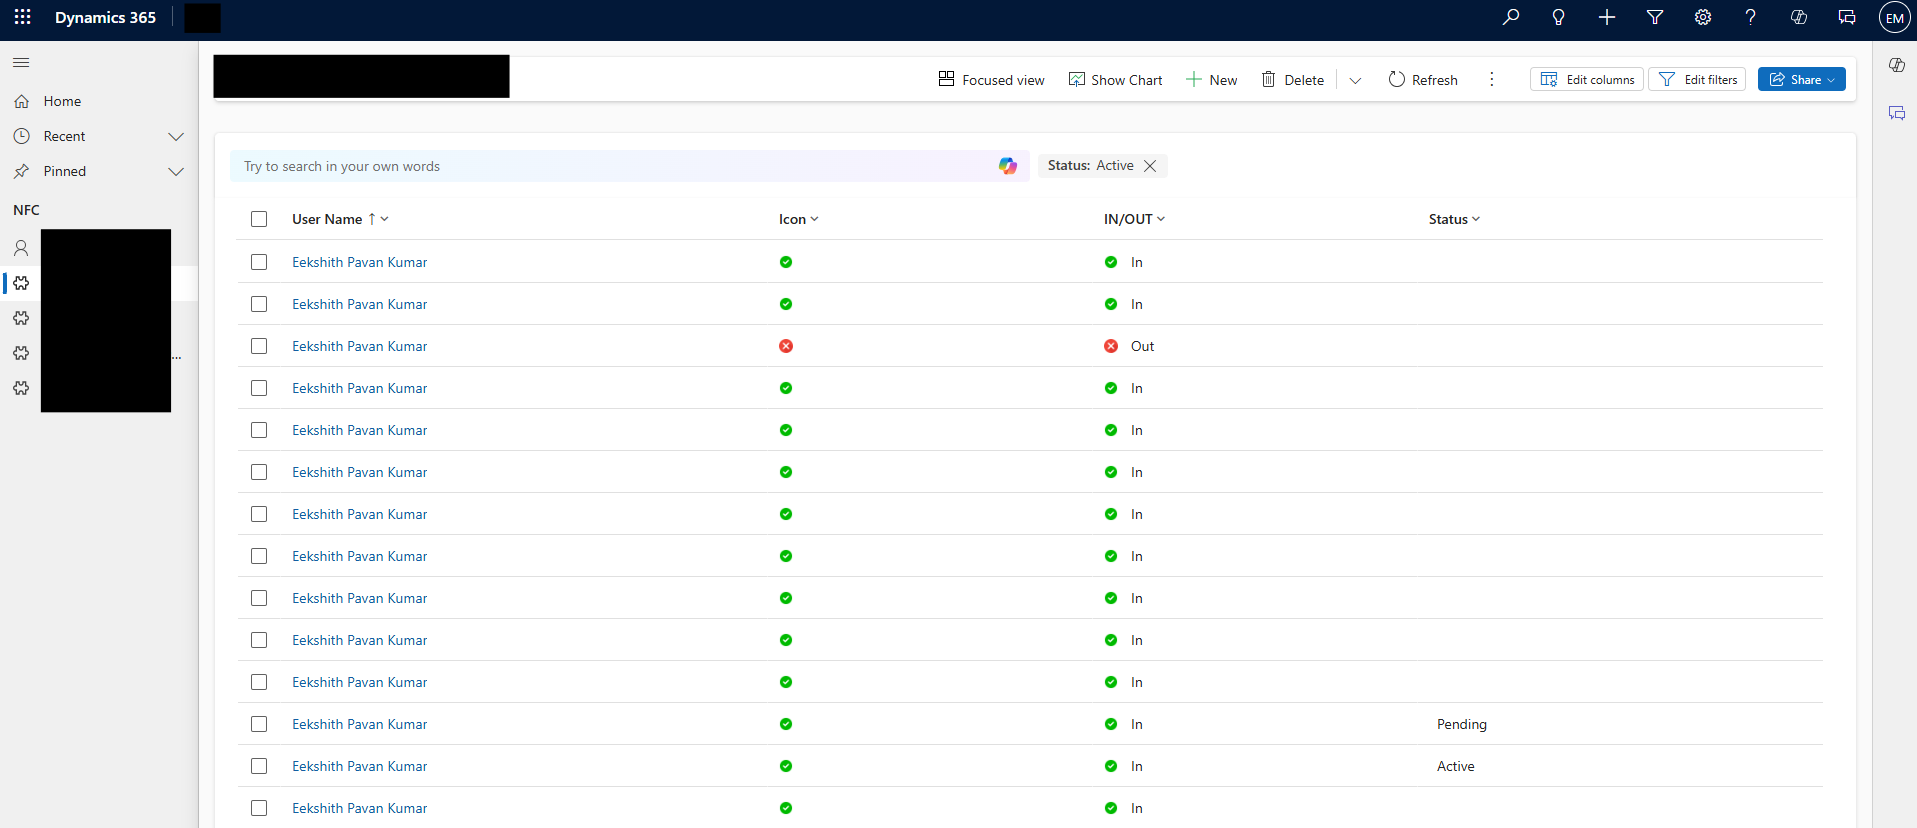 Dynamics 365
EM
Home
Recent
Pinned
NFC
...
Focused view Show Chart New Delete Refresh Edit columns Edit filters Share
Try to search in your own words Status: Active
User Name Icon IN/OUT Status
Eekshith Pavan Kumar In
Eekshith Pavan Kumar In
Eekshith Pavan Kumar Out
Eekshith Pavan Kumar In
Eekshith Pavan Kumar In
Eekshith Pavan Kumar In
Eekshith Pavan Kumar In
Eekshith Pavan Kumar In
Eekshith Pavan Kumar In
Eekshith Pavan Kumar In
Eekshith Pavan Kumar In
Eekshith Pavan Kumar In Pending
Eekshith Pavan Kumar In Active
Eekshith Pavan Kumar In